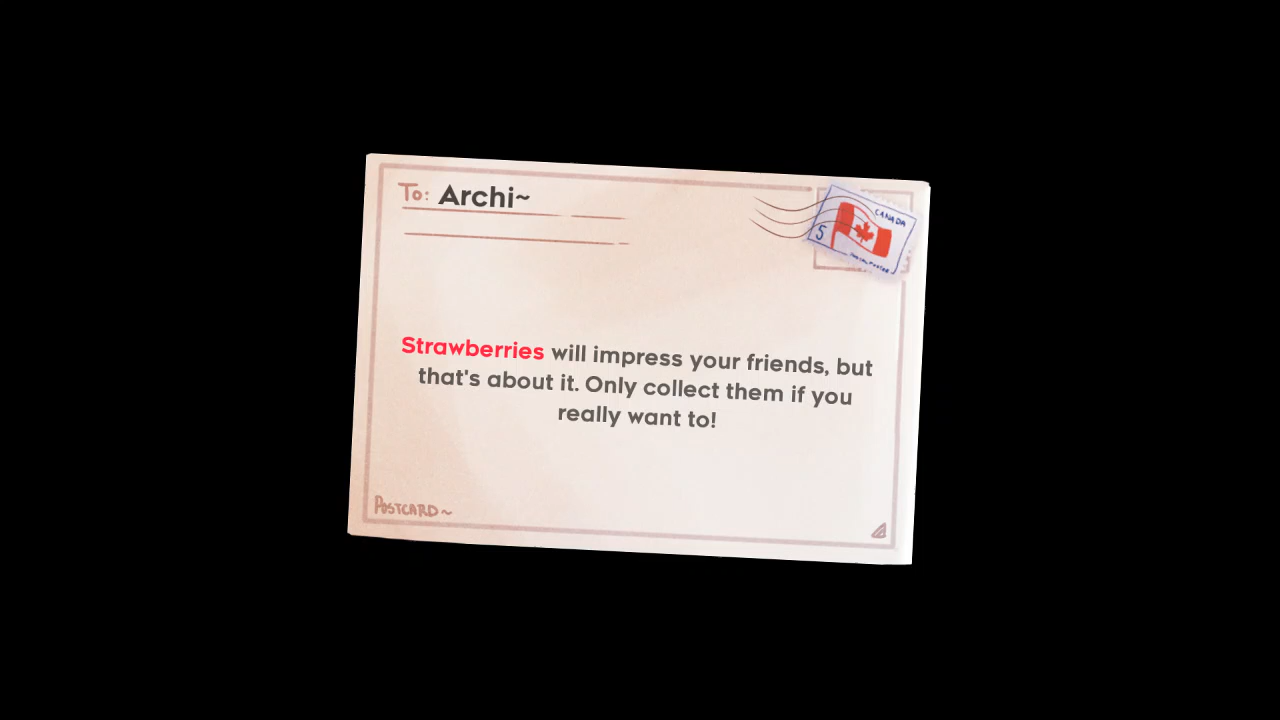 To: Archi~
CANADA
5
Strawberries will impress your friends, but
that's about it. Only collect them if you
really want to!
POSTCARD~